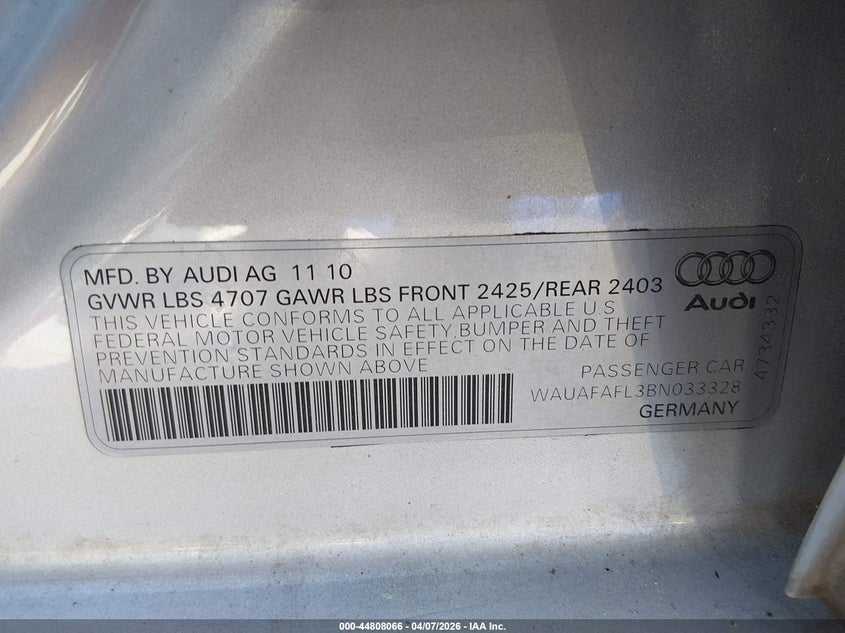 MFD. BY AUDI AG 11 10
GVWR LBS 4707 GAWR LBS FRONT 2425/REAR 2403
THIS VEHICLE CONFORMS TO ALL APPLICABLE U.S
FEDERAL MOTOR VEHICLE SAFETY, BUMPER AND THEFT
PREVENTION STANDARDS IN EFFECT ON THE DATE OF
MANUFACTURE SHOWN ABOVE
PASSENGER CAR
WAUAFAFL3BN033328
GERMANY
Audi
4734332
000-44808066 - 04/07/2026 - IAA Inc.